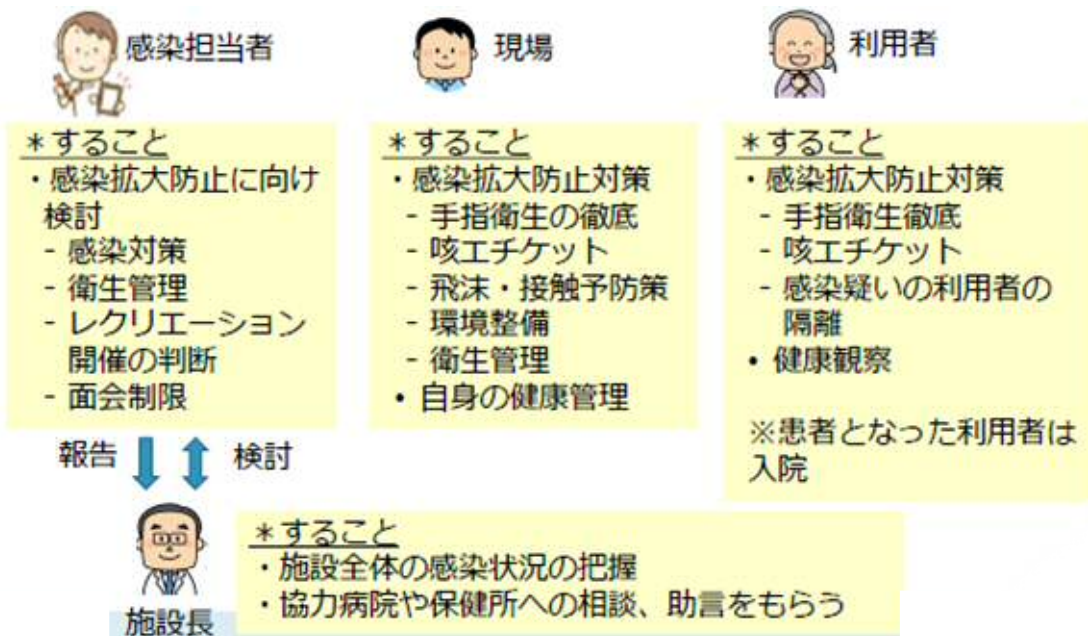 感染担当者
＊すること
・感染拡大防止に向け
検討
- 感染対策
- 衛生管理
- レクリエーション
開催の判断
- 面会制限
現場
＊すること
・感染拡大防止対策
- 手指衛生の徹底
- 咳エチケット
- 飛沫・接触予防策
- 環境整備
- 衛生管理
• 自身の健康管理
利用者
＊すること
・感染拡大防止対策
- 手指衛生徹底
- 咳エチケット
- 感染疑いの利用者の
隔離
• 健康観察
※患者となった利用者は
入院
報告
検討
施設長
＊すること
・施設全体の感染状況の把握
・協力病院や保健所への相談、助言をもらう